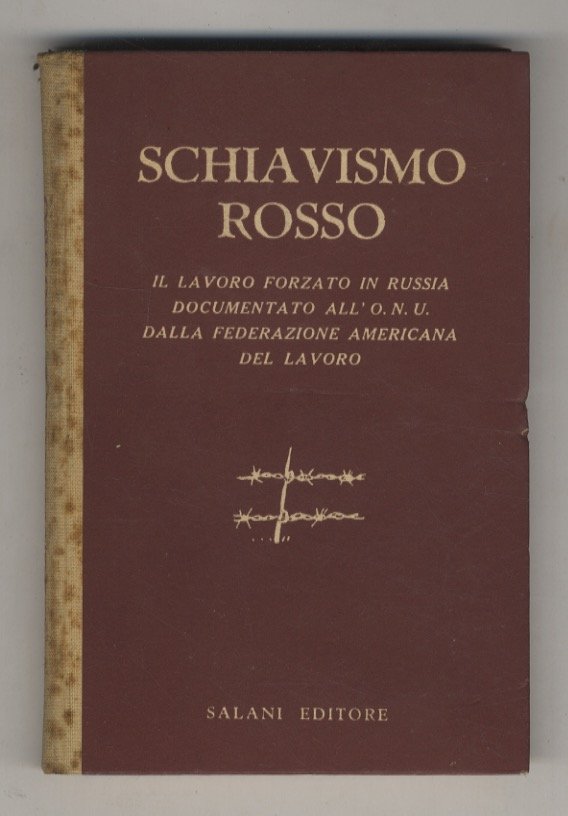 SCHIAVISMO
ROSSO
IL LAVORO FORZATO IN RUSSIA
DOCUMENTATO ALL'O.N.U.
DALLA FEDERAZIONE AMERICANA
DEL LAVORO
SALANI EDITORE